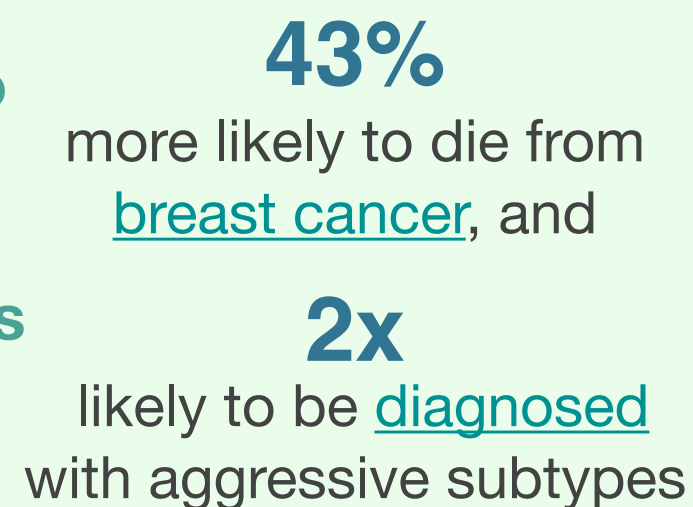 43%
more likely to die from
breast cancer, and
s
2x
likely to be diagnosed
with aggressive subtypes